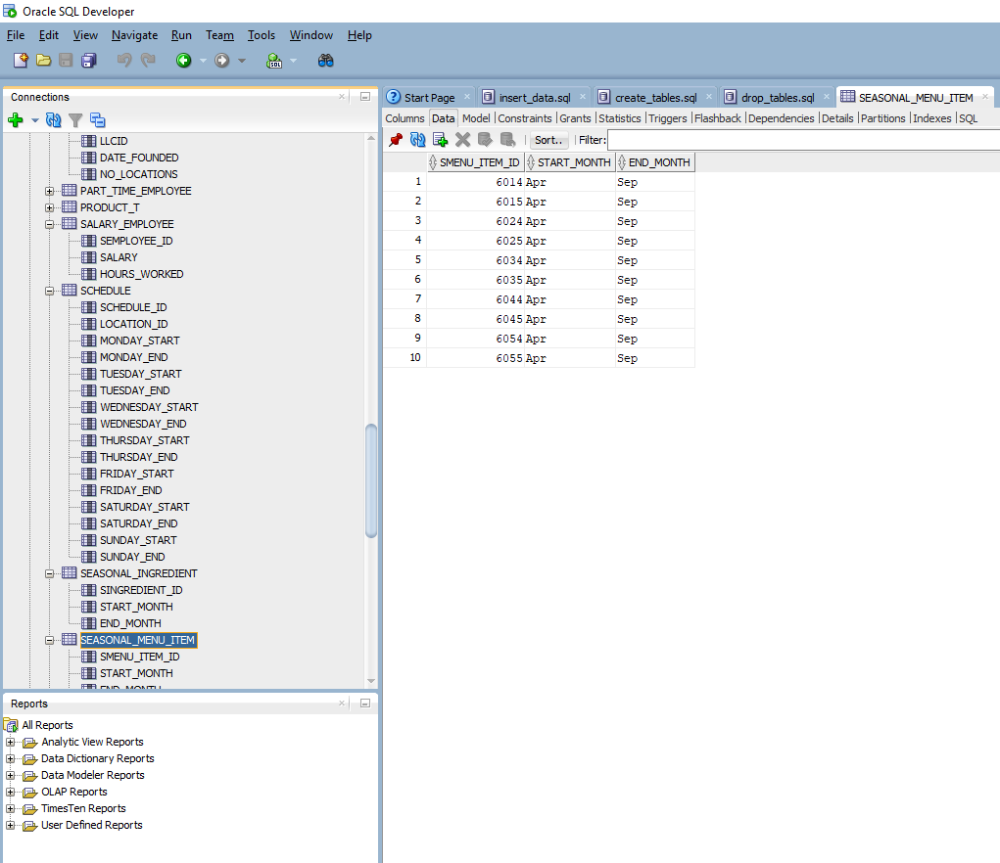 Oracle SQL Developer
File Edit View Navigate Run Team Tools Window Help
Connections
LLCID
DATE_FOUNDED
NO_LOCATIONS
PART_TIME_EMPLOYEE
PRODUCT_T
SALARY_EMPLOYEE
SEMPLOYEE_ID
SALARY
HOURS_WORKED
SCHEDULE
SCHEDULE_ID
LOCATION_ID
MONDAY_START
MONDAY_END
TUESDAY_START
TUESDAY_END
WEDNESDAY_START
WEDNESDAY_END
THURSDAY_START
THURSDAY_END
FRIDAY_START
FRIDAY_END
SATURDAY_START
SATURDAY_END
SUNDAY_START
SUNDAY_END
SEASONAL_INGREDIENT
SINGREDIENT_ID
START_MONTH
END_MONTH
SEASONAL_MENU_ITEM
SMENU_ITEM_ID
START_MONTH
END_MONTH
Reports
All Reports
Analytic View Reports
Data Dictionary Reports
Data Modeler Reports
OLAP Reports
TimesTen Reports
User Defined Reports
Start Page insert_data.sql create_tables.sql drop_tables.sql SEASONAL_MENU_ITEM
Columns Data Model Constraints Grants Statistics Triggers Flashback Dependencies Details Partitions Indexes SQL
Sort.. Filter:
SMENU_ITEM_ID START_MONTH END_MONTH
1 6014 Apr Sep
2 6015 Apr Sep
3 6024 Apr Sep
4 6025 Apr Sep
5 6034 Apr Sep
6 6035 Apr Sep
7 6044 Apr Sep
8 6045 Apr Sep
9 6054 Apr Sep
10 6055 Apr Sep